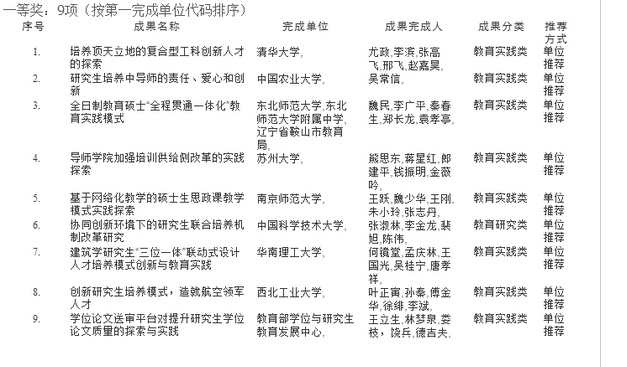 一等奖：9项（按第一完成单位代码排序）
序号 成果名称 完成单位 成果完成人 成果分类 推荐方式
1. 培养顶天立地的复合型工科创新人才的探索 清华大学, 尤政,李滨,张高飞,邢飞,赵嘉昊, 教育实践类 单位推荐
2. 研究生培养中导师的责任、爱心和创新 中国农业大学, 吴常信, 教育实践类 单位推荐
3. 全日制教育硕士“全程贯通一体化”教育实践模式 东北师范大学,东北师范大学附属中学,辽宁省鞍山市教育局, 魏民,李广平,秦春生,郑长龙,袁孝亭, 教育实践类 单位推荐
4. 导师学院加强培训供给侧改革的实践探索 苏州大学, 熊思东,蒋星红,郎建平,钱振明,金薇吟, 教育实践类 单位推荐
5. 基于网络化教学的硕士生思政课教学模式实践探索 南京师范大学, 王跃,魏少华,王刚,朱小玲,张志丹, 教育实践类 单位推荐
6. 协同创新环境下的研究生联合培养机制改革研究 中国科学技术大学, 张淑林,李金龙,裴旭,陈伟, 教育研究类 单位推荐
7. 建筑学研究生“三位一体”联动式设计人才培养模式创新与教育实践 华南理工大学, 何镜堂,孟庆林,王国光,吴桂宁,唐孝祥, 教育实践类 单位推荐
8. 创新研究生培养模式，造就航空领军人才 西北工业大学, 叶正寅,孙秦,傅金华,徐绯,李斌, 教育实践类 单位推荐
9. 学位论文送审平台对提升研究生学位论文质量的探索与实践 教育部学位与研究生教育发展中心, 王立生,林梦泉,娄枝，饶兵,德吉夫, 教育实践类 单位推荐